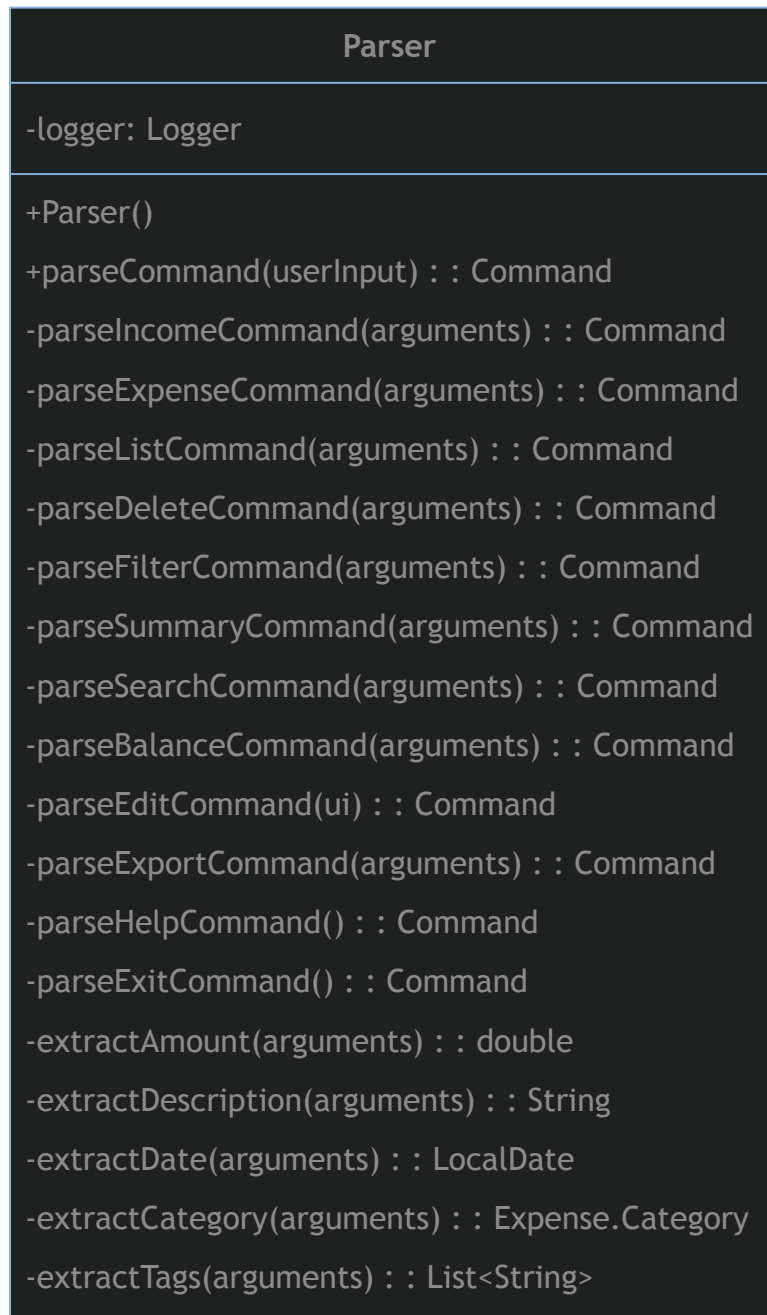 Parser
-logger: Logger
+Parser()
+parseCommand(userInput) : : Command
-parseIncomeCommand(arguments) : : Command
-parseExpenseCommand(arguments) : : Command
-parseListCommand(arguments) : : Command
-parseDeleteCommand(arguments) : : Command
-parseFilterCommand(arguments) : : Command
-parseSummaryCommand(arguments) : : Command
-parseSearchCommand(arguments) : : Command
-parseBalanceCommand(arguments) : : Command
-parseEditCommand(ui) : : Command
-parseExportCommand(arguments) : : Command
-parseHelpCommand() : : Command
-parseExitCommand() : : Command
-extractAmount(arguments) : : double
-extractDescription(arguments) : : String
-extractDate(arguments) : : LocalDate
-extractCategory(arguments) : : Expense.Category
-extractTags(arguments) : : List<String>